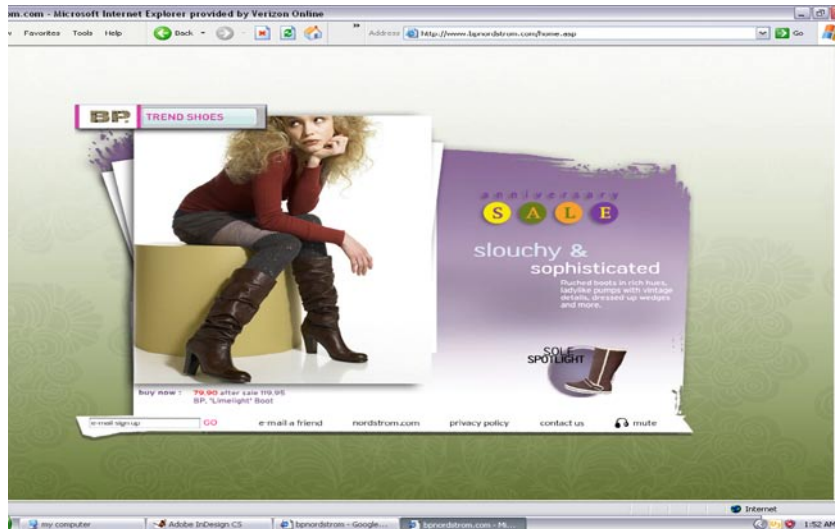 om.com - Microsoft Internet Explorer provided by Verizon Online
Favorites Tools Help Back Address http://www.bpnordstrom.com/home.asp Go
BP. TREND SHOES
anniversary
SALE
slouchy &
sophisticated
Ruched boots in rich hues,
ladylike pumps with vintage
details, dressed-up wedges
and more.
SOLE
SPOTLIGHT
buy now : 79.90 after sale 119.95
BP. "Limelight" Boot
e-mail sign up GO e-mail a friend nordstrom.com privacy policy contact us mute
Internet
my computer Adobe InDesign CS bpnordstrom - Google... bpnordstrom.com - Mi... 1:52 AM